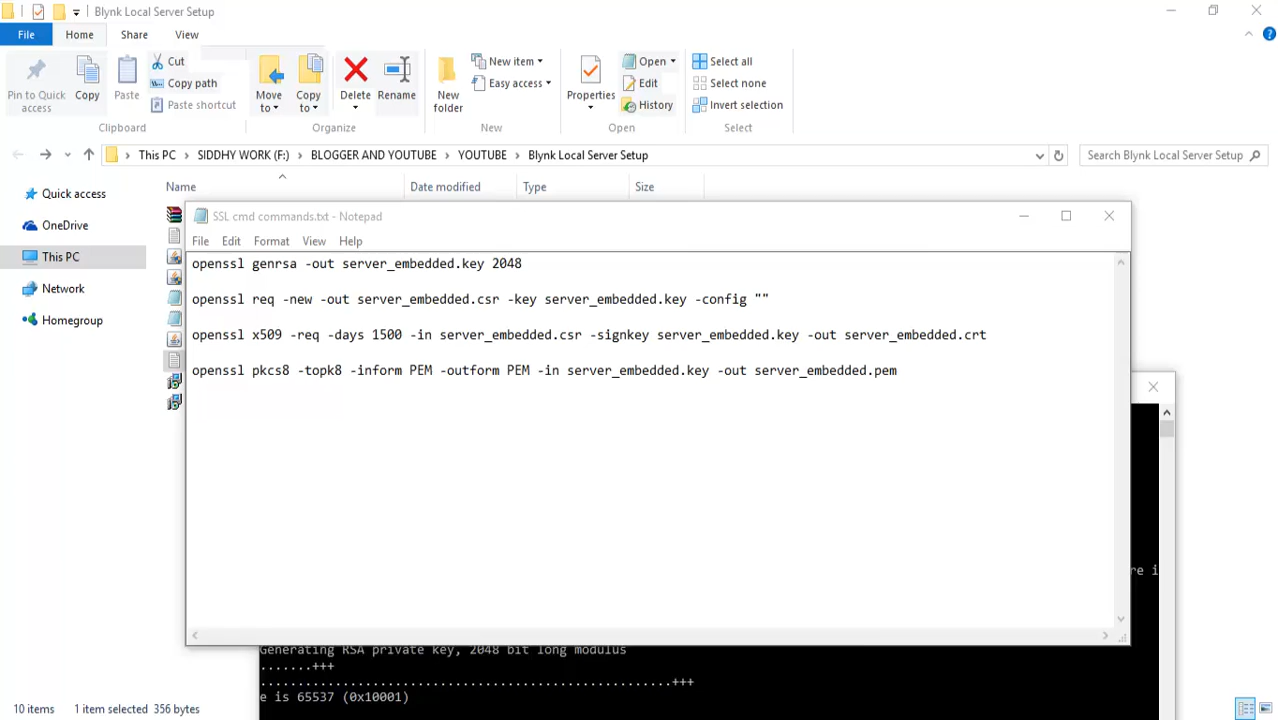 Blynk Local Server Setup
File Home Share View
Pin to Quick access
Copy
Paste
Cut
Copy path
Paste shortcut
Clipboard
Move to
Copy to
Delete
Rename
Organize
New folder
New item
Easy access
New
Properties
Open
Edit
History
Open
Select all
Select none
Invert selection
Select
This PC > SIDDHY WORK (F:) > BLOGGER AND YOUTUBE > YOUTUBE > Blynk Local Server Setup
Search Blynk Local Server Setup
Quick access
OneDrive
This PC
Network
Homegroup
Name Date modified Type Size
SSL cmd commands.txt - Notepad
File Edit Format View Help
openssl genrsa -out server_embedded.key 2048
openssl req -new -out server_embedded.csr -key server_embedded.key -config ""
openssl x509 -req -days 1500 -in server_embedded.csr -signkey server_embedded.key -out server_embedded.crt
openssl pkcs8 -topk8 -inform PEM -outform PEM -in server_embedded.key -out server_embedded.pem
re i
Generating RSA private key, 2048 bit long modulus
.......+++
.......................................................+++
e is 65537 (0x10001)
10 items 1 item selected 356 bytes